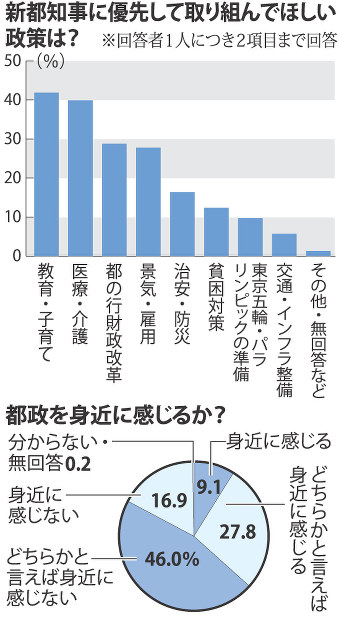 新都知事に優先して取り組んでほしい
政策は？ ※回答者1人につき2項目まで回答
(%)
50
40
30
20
10
0
教育・子育て
医療・介護
都の行財政改革
景気・雇用
治安・防災
貧困対策
東京五輪・パラ
リンピックの準備
交通・インフラ整備
その他・無回答など
都政を身近に感じるか？
分からない・
無回答0.2
身近に感じる
9.1
どちらかと言えば
身近に感じる
27.8
身近に
感じない
16.9
どちらかと
言えば身近に
感じない
46.0%